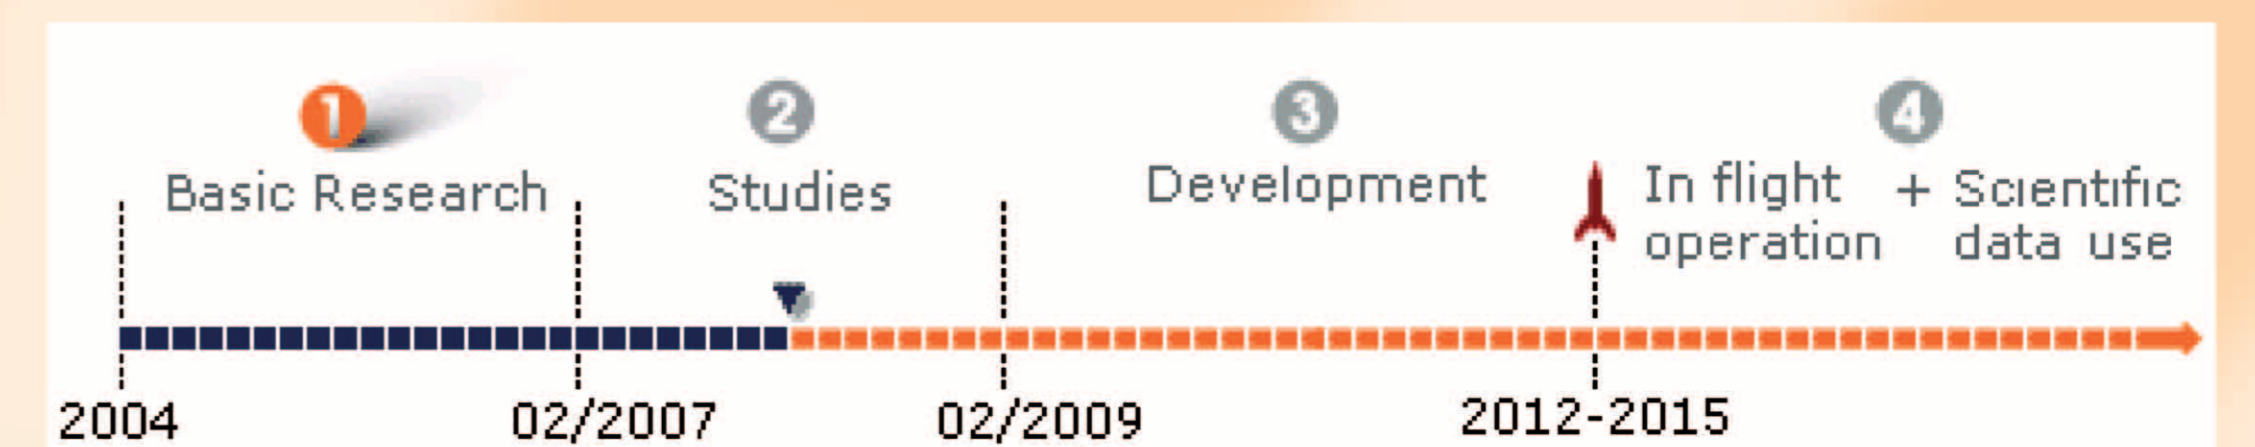 1
2
3
4
Basic Research
Studies
Development
In flight
operation
+
Scientific
data use
2004
02/2007
02/2009
2012-2015